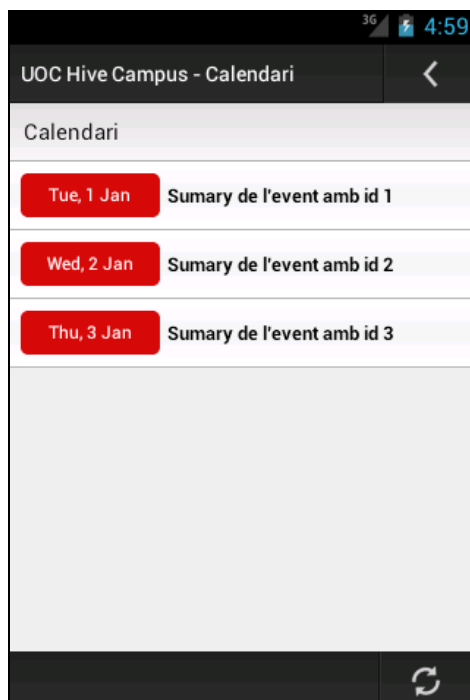 3G 4:59
UOC Hive Campus - Calendari
Calendari
Tue, 1 Jan Sumary de l'event amb id 1
Wed, 2 Jan Sumary de l'event amb id 2
Thu, 3 Jan Sumary de l'event amb id 3